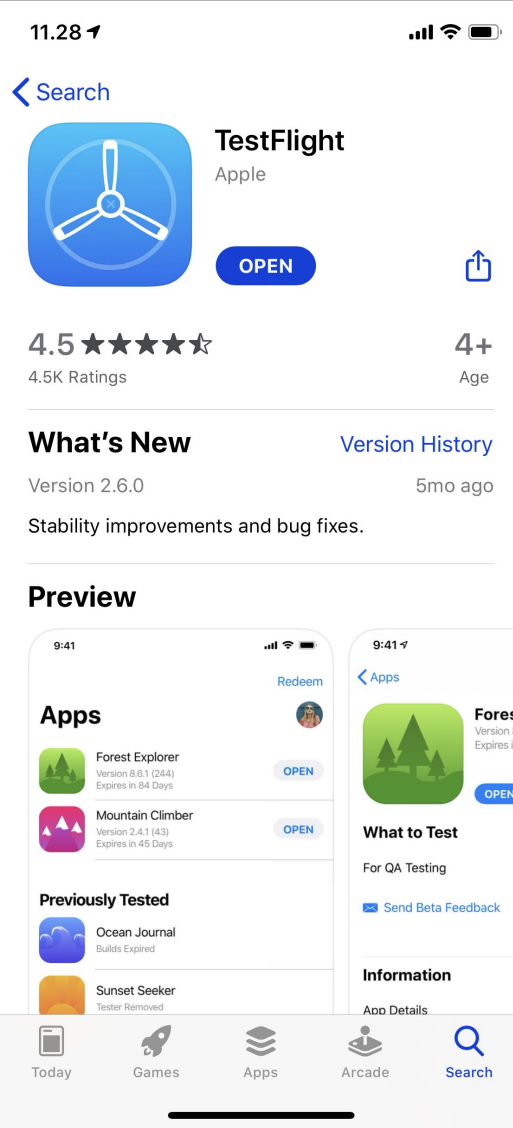 11.28
Search
TestFlight
Apple
OPEN
4.5
4+
4.5K Ratings
Age
What's New
Version History
Version 2.6.0
5mo ago
Stability improvements and bug fixes.
Preview
9:41
Redeem
Apps
Forest Explorer
Version 8.6.1 (244)
Expires in 84 Days
OPEN
Mountain Climber
Version 2.4.1 (43)
Expires in 45 Days
OPEN
Previously Tested
Ocean Journal
Builds Expired
Sunset Seeker
Tester Removed
9:41
Apps
Fores
Version
Expires i
OPEN
What to Test
For QA Testing
Send Beta Feedback
Information
App Details
Today
Games
Apps
Arcade
Search